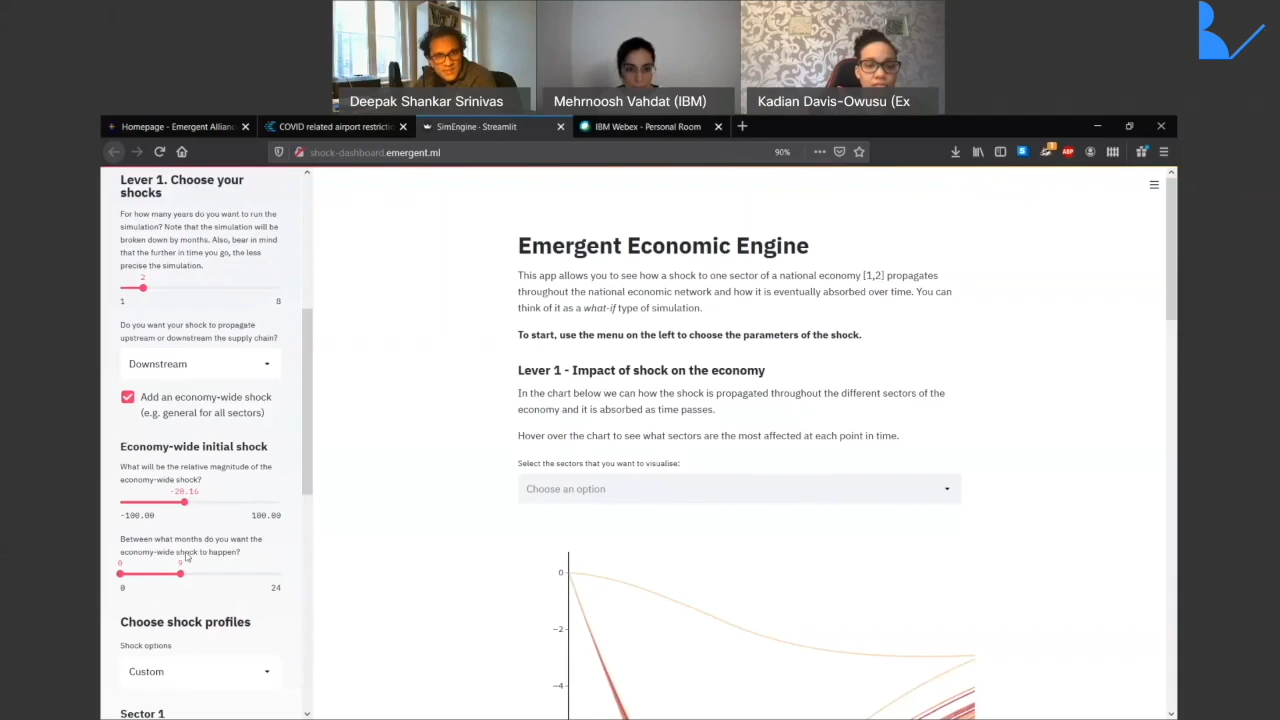 Deepak Shankar Srinivas
Mehrnoosh Vahdat (IBM)
Kadian Davis-Owusu (Ex
Homepage - Emergent Allianc
COVID related airport restrictio
SimEngine · Streamlit
IBM Webex - Personal Room
shock-dashboard.emergent.ml
90%
Lever 1. Choose your
shocks
For how many years do you want to run the
simulation? Note that the simulation will be
broken down by months. Also, bear in mind
that the further in time you go, the less
precise the simulation.
2
1
8
Do you want your shock to propagate
upstream or downstream the supply chain?
Downstream
Add an economy-wide shock
(e.g. general for all sectors)
Economy-wide initial shock
What will be the relative magnitude of the
economy-wide shock?
-20.16
-100.00
100.00
Between what months do you want the
economy-wide shock to happen?
0
9
0
24
Choose shock profiles
Shock options
Custom
Sector 1
Emergent Economic Engine
This app allows you to see how a shock to one sector of a national economy [1,2] propagates
throughout the national economic network and how it is eventually absorbed over time. You can
think of it as a what-if type of simulation.
To start, use the menu on the left to choose the parameters of the shock.
Lever 1 - Impact of shock on the economy
In the chart below we can how the shock is propagated throughout the different sectors of the
economy and it is absorbed as time passes.
Hover over the chart to see what sectors are the most affected at each point in time.
Select the sectors that you want to visualise:
Choose an option
0
−2
−4